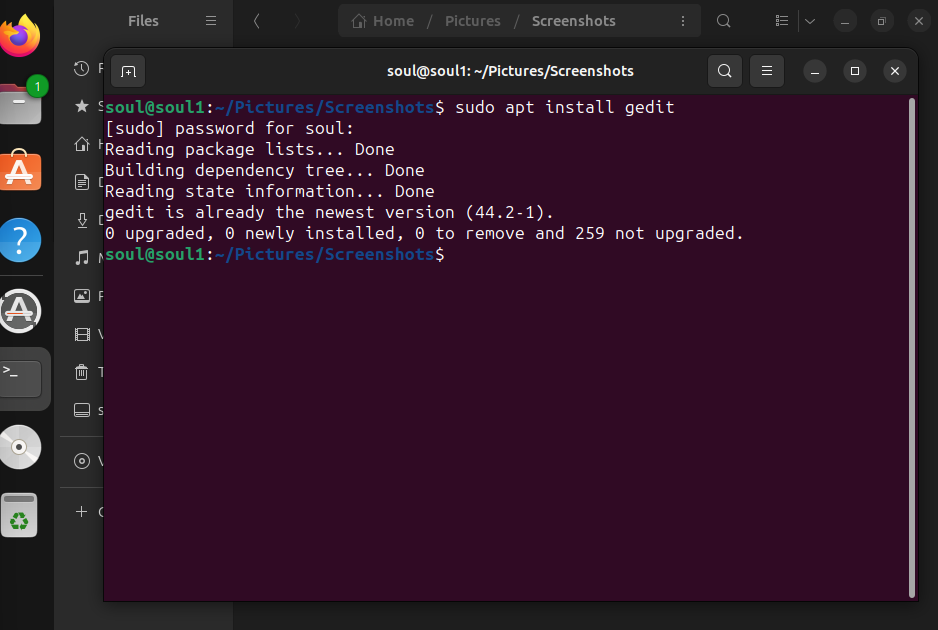 Files
Home / Pictures / Screenshots
1
soul@soul1: ~/Pictures/Screenshots
soul@soul1:~/Pictures/Screenshots$ sudo apt install gedit
[sudo] password for soul:
Reading package lists... Done
Building dependency tree... Done
Reading state information... Done
gedit is already the newest version (44.2-1).
0 upgraded, 0 newly installed, 0 to remove and 259 not upgraded.
soul@soul1:~/Pictures/Screenshots$